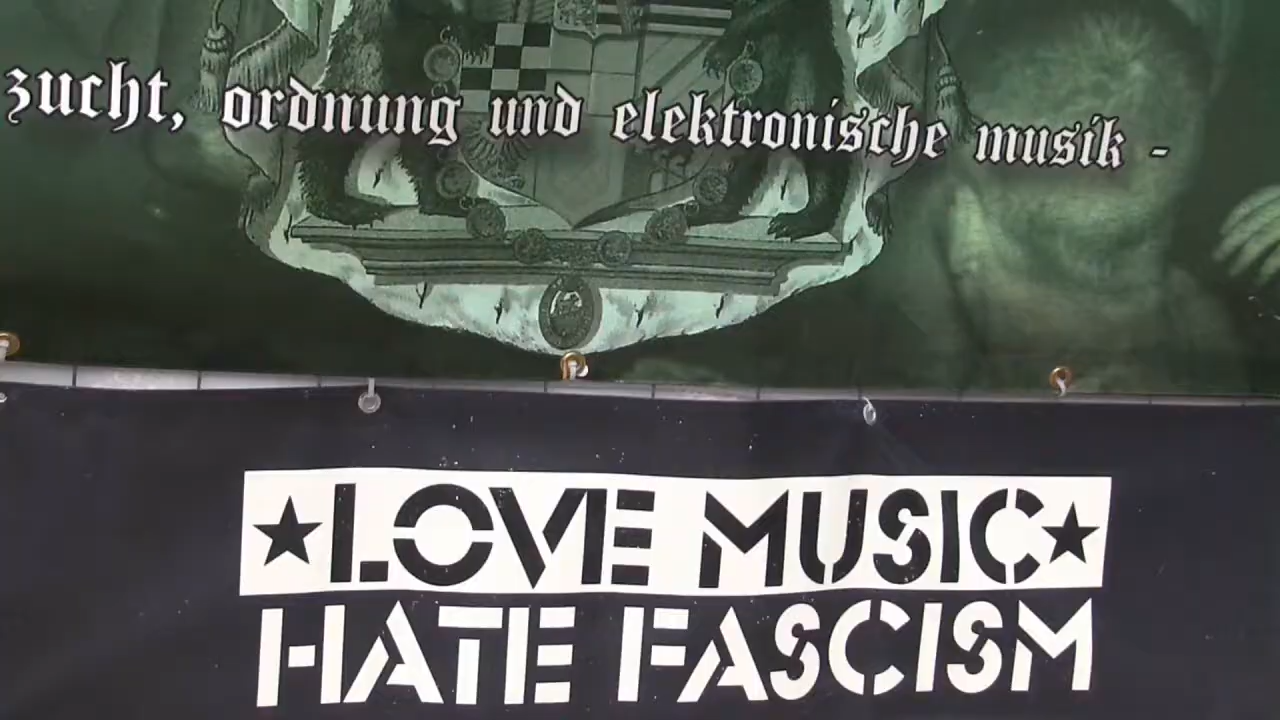 zucht, ordnung und elektronische musik -
★LOVE MUSIC★
HATE FASCISM